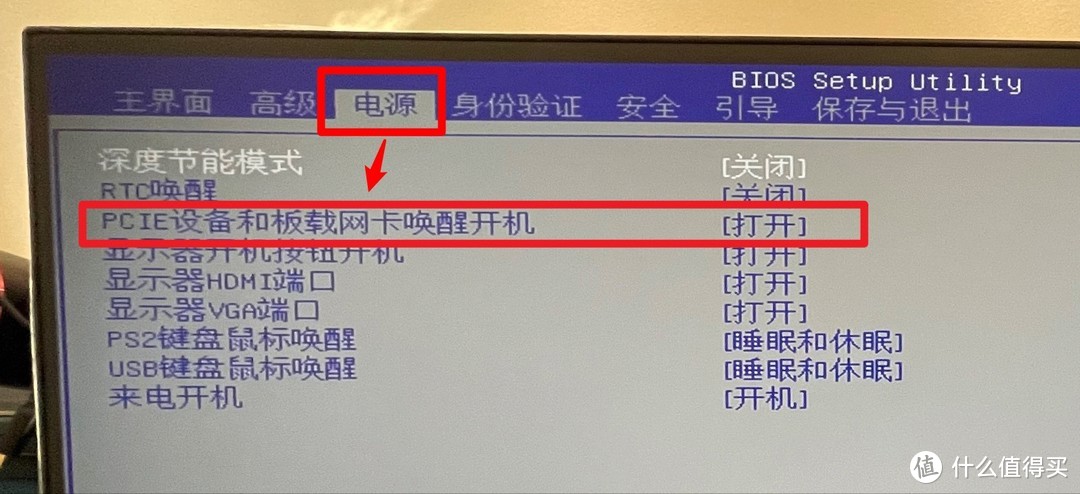 BIOS Setup Utility
主界面 高级 电源 身份验证 安全 引导 保存与退出
深度节能模式 [关闭]
RTC唤醒 [关闭]
PCIE设备和板载网卡唤醒开机 [打开]
显示器开机按钮开机 [打开]
显示器HDMI端口 [打开]
显示器VGA端口 [打开]
PS2键盘鼠标唤醒 [睡眠和休眠]
USB键盘鼠标唤醒 [睡眠和休眠]
来电开机 [开机]
值 什么值得买